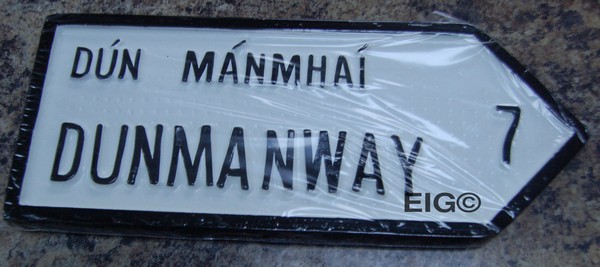 DÚN MÁNMHAÍ
DUNMANWAY
7
EIG©